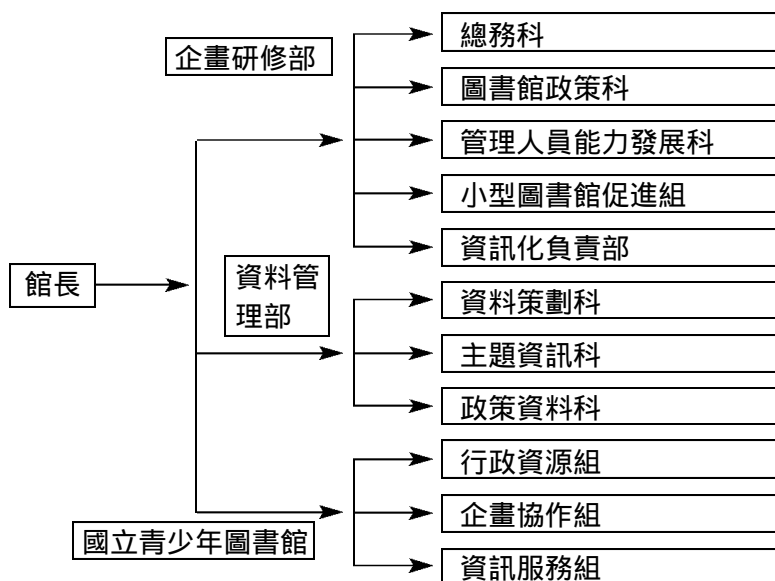 企畫研修部
總務科
圖書館政策科
管理人員能力發展科
小型圖書館促進組
資訊化負責部
館長
資料管
理部
資料策劃科
主題資訊科
政策資料科
國立青少年圖書館
行政資源組
企畫協作組
資訊服務組